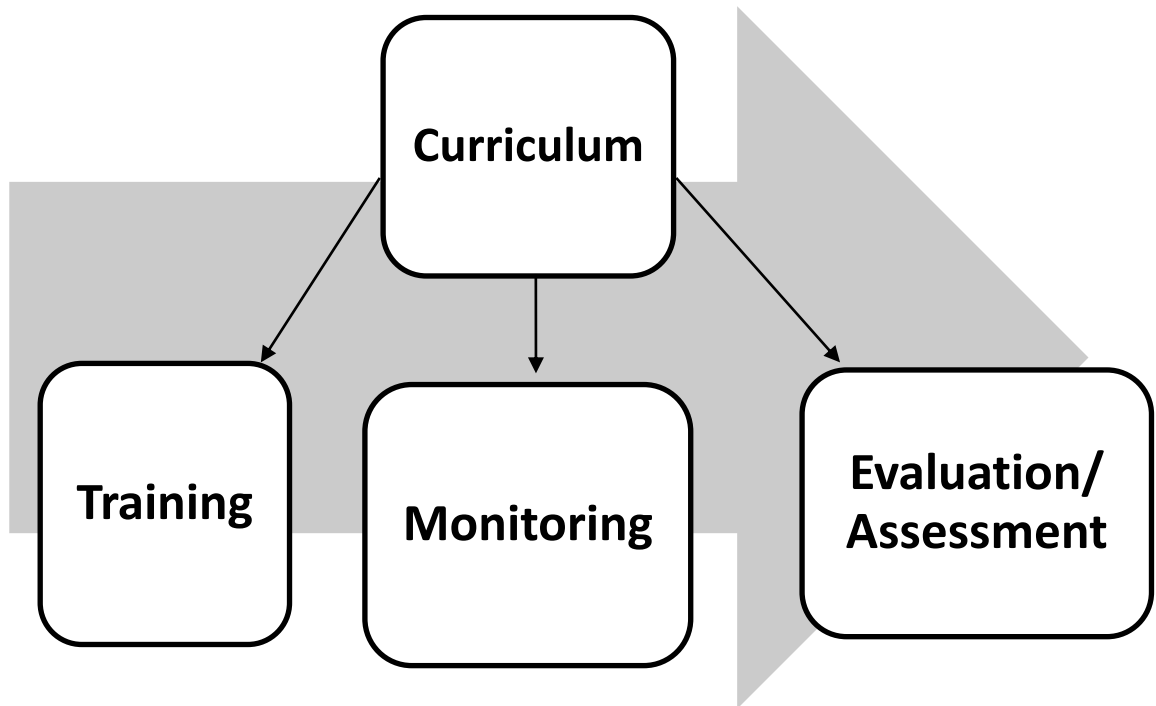 Curriculum
Training
Monitoring
Evaluation/
Assessment